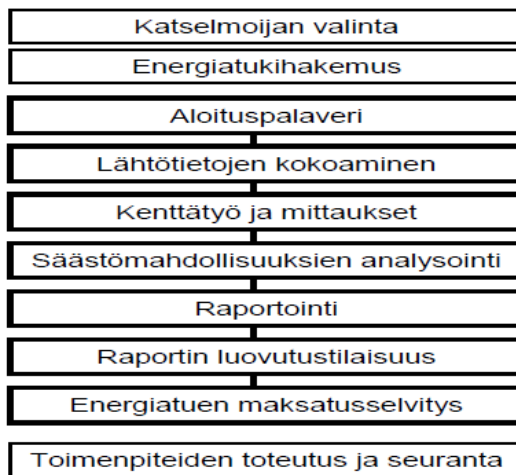 Katselmoijan valinta
Energiatukihakemus
Aloituspalaveri
Lähtötietojen kokoaminen
Kenttätyö ja mittaukset
Säästömahdollisuuksien analysointi
Raportointi
Raportin luovutustilaisuus
Energiatuen maksatusselvitys
Toimenpiteiden toteutus ja seuranta